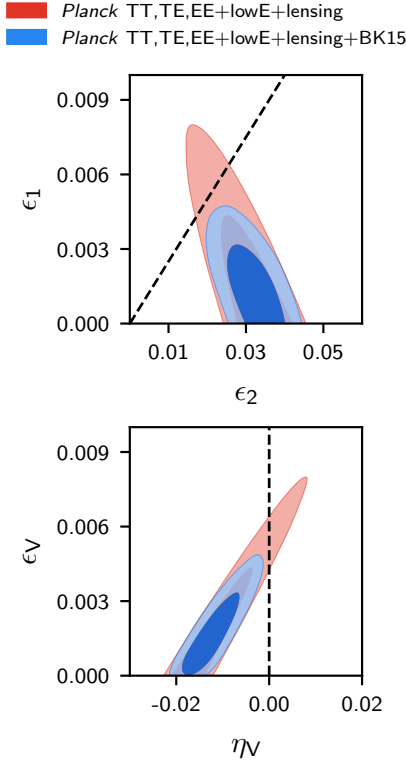 Planck TT,TE,EE+lowE+lensing
Planck TT,TE,EE+lowE+lensing+BK15
0.009
0.006
0.003
0.000
ϵ1
0.01 0.03 0.05
ϵ2
0.009
0.006
0.003
0.000
ϵV
-0.02 0.00 0.02
ηV